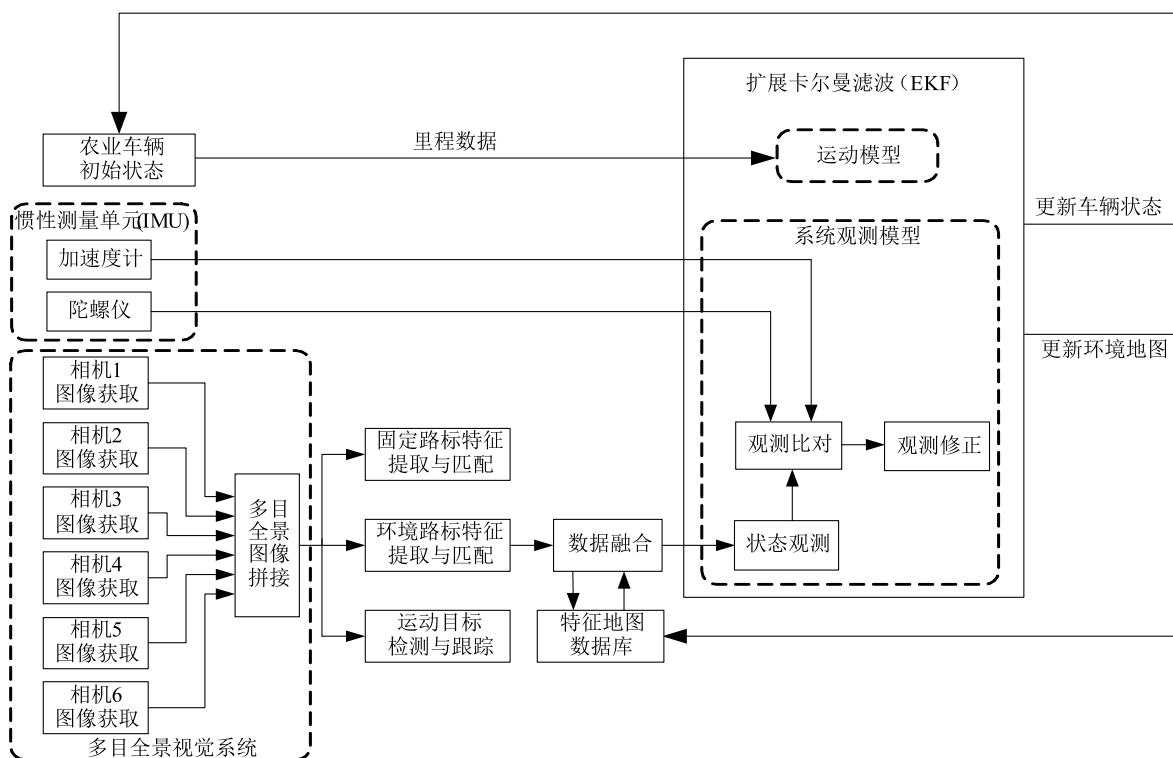 扩展卡尔曼滤波（EKF）
农业车辆
初始状态
里程数据
运动模型
惯性测量单元(IMU)
加速度计
陀螺仪
系统观测模型
更新车辆状态
更新环境地图
相机1
图像获取
相机2
图像获取
相机3
图像获取
相机4
图像获取
相机5
图像获取
相机6
图像获取
多目
全景
图像
拼接
多目全景视觉系统
固定路标特征
提取与匹配
环境路标特征
提取与匹配
运动目标
检测与跟踪
数据融合
特征地图
数据库
状态观测
观测比对
观测修正